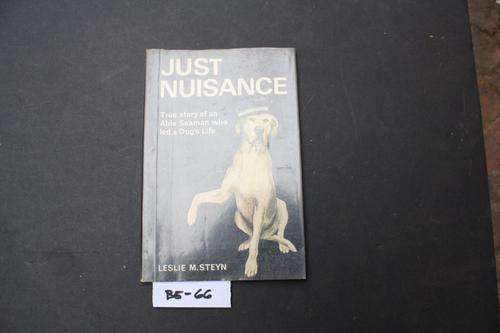 JUST
NUISANCE
True story of an
Able Seaman who
led a Dog's Life
LESLIE M. STEYN
B5-66